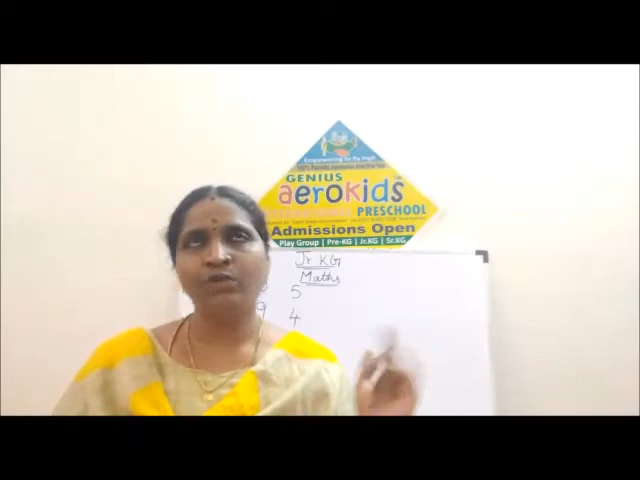 Empowering to fly high!
GENIUS
aerokids
PRESCHOOL
Admissions Open
Play Group | Pre-KG | Jr.KG | Sr.KG
Jr KG
Maths
5
9 4